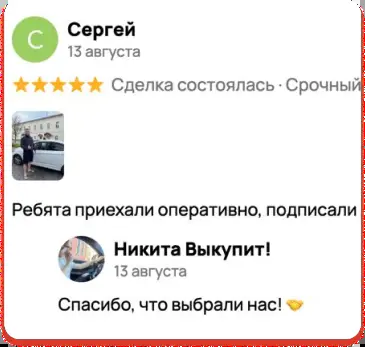 С
Сергей
13 августа
Сделка состоялась · Срочный
Ребята приехали оперативно, подписали
Никита Выкупит!
13 августа
Спасибо, что выбрали нас! 🤝